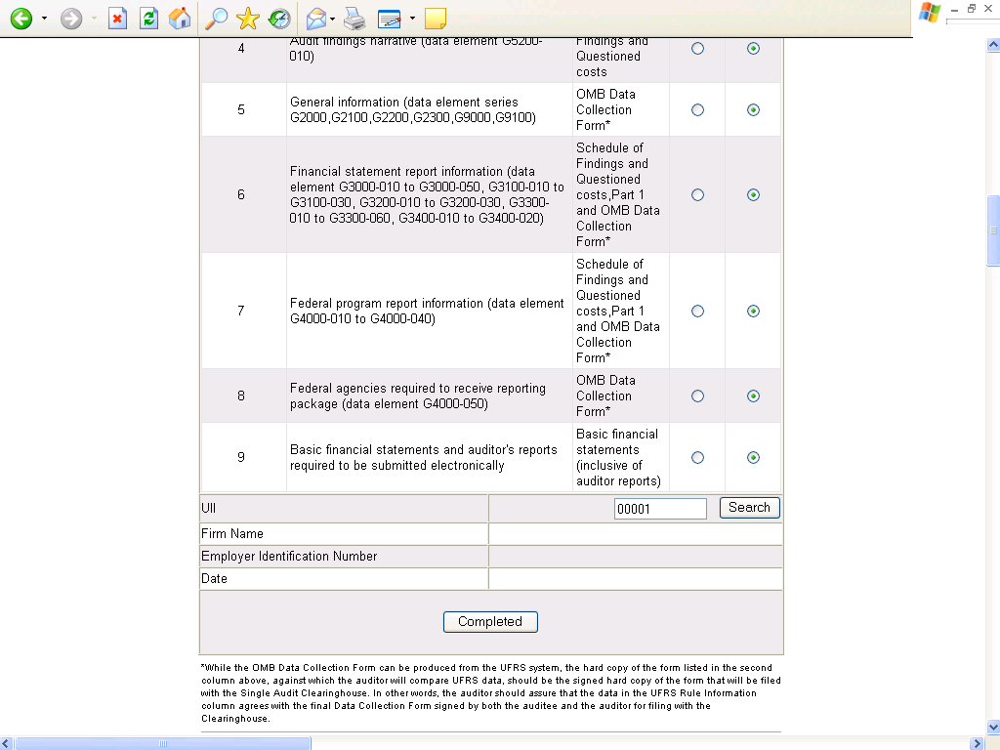 4
Audit findings narrative (data element G5200-
010)
Findings and
Questioned
costs
5
General information (data element series
G2000,G2100,G2200,G2300,G9000,G9100)
OMB Data
Collection
Form*
6
Financial statement report information (data
element G3000-010 to G3000-050, G3100-010 to
G3100-030, G3200-010 to G3200-030, G3300-
010 to G3300-060, G3400-010 to G3400-020)
Schedule of
Findings and
Questioned
costs,Part 1
and OMB Data
Collection
Form*
7
Federal program report information (data element
G4000-010 to G4000-040)
Schedule of
Findings and
Questioned
costs,Part 1
and OMB Data
Collection
Form*
8
Federal agencies required to receive reporting
package (data element G4000-050)
OMB Data
Collection
Form*
9
Basic financial statements and auditor's reports
required to be submitted electronically
Basic financial
statements
(inclusive of
auditor reports)
UII
00001
Search
Firm Name
Employer Identification Number
Date
Completed
*While the OMB Data Collection Form can be produced from the UFRS system, the hard copy of the form listed in the second
column above, against which the auditor will compare UFRS data, should be the signed hard copy of the form that will be filed
with the Single Audit Clearinghouse. In other words, the auditor should assure that the data in the UFRS Rule Information
column agrees with the final Data Collection Form signed by both the auditee and the auditor for filing with the
Clearinghouse.